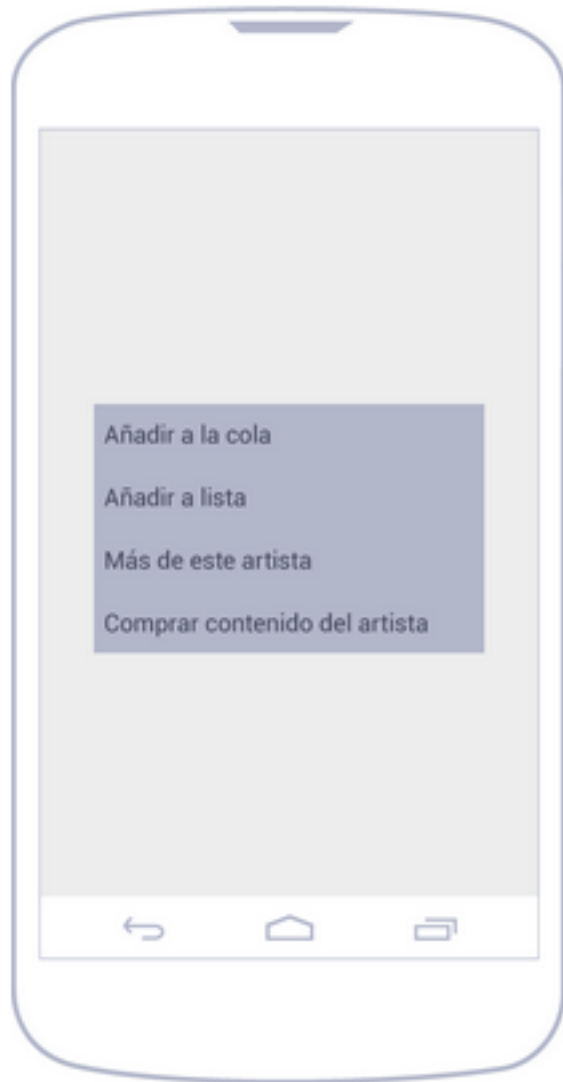 Añadir a la cola
Añadir a lista
Más de este artista
Comprar contenido del artista